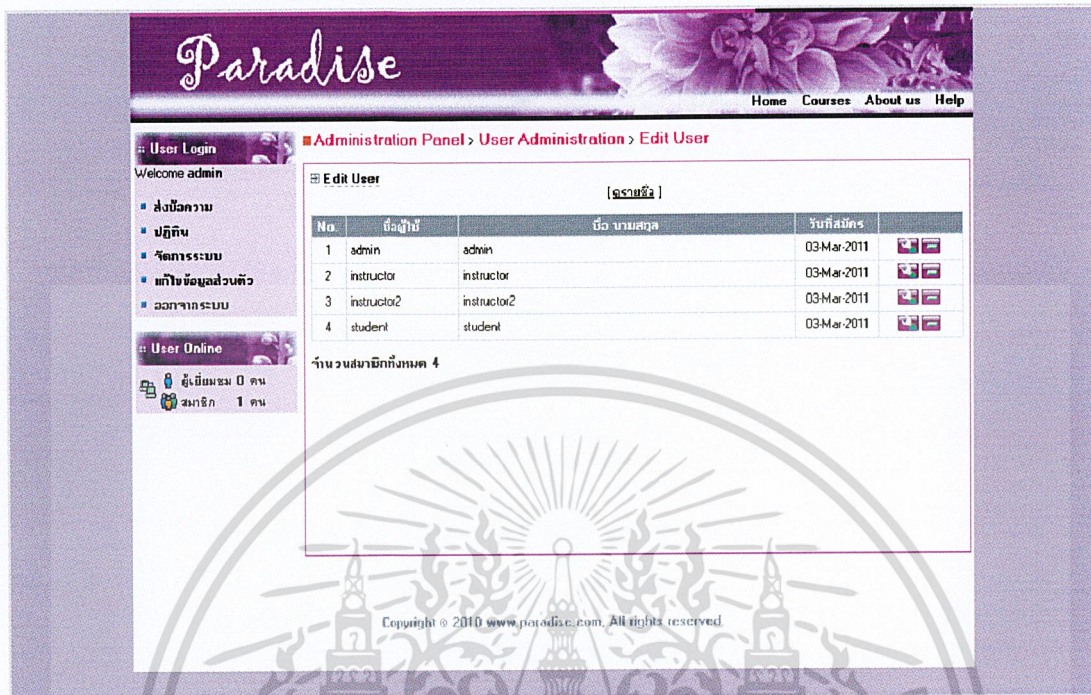 Paradise
Home Courses About us Help
:: User Login
Welcome admin
ส่งข้อความ
ปฏิทิน
จัดการระบบ
แก้ไขข้อมูลส่วนตัว
ออกจากระบบ
:: User Online
ผู้เยี่ยมชม 0 คน
สมาชิก 1 คน
Administration Panel > User Administration > Edit User
Edit User
[ ดูรายชื่อ ]
No. ชื่อผู้ใช้ ชื่อ นามสกุล วันที่สมัคร
1 admin admin 03-Mar-2011
2 instructor instructor 03-Mar-2011
3 instructor2 instructor2 03-Mar-2011
4 student student 03-Mar-2011
จำนวนสมาชิกทั้งหมด 4
Copyright © 2010 www.paradise.com, All rights reserved.